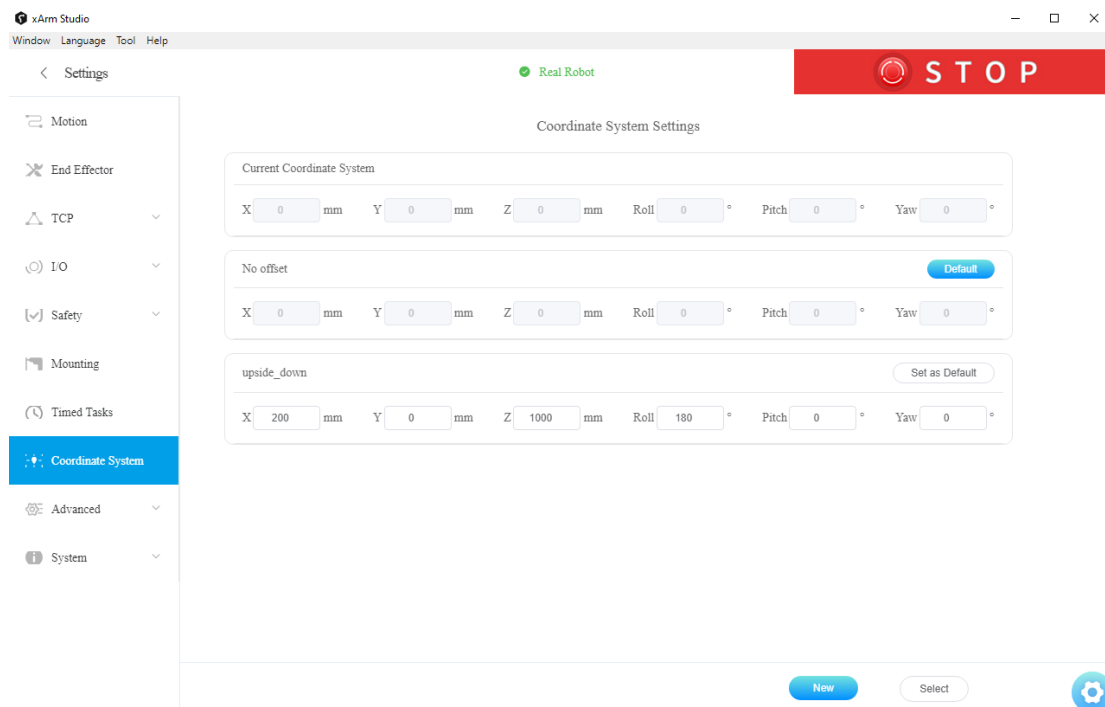 xArm Studio
Window Language Tool Help
Settings
Real Robot
STOP
Motion
End Effector
TCP
I/O
Safety
Mounting
Timed Tasks
Coordinate System
Advanced
System
Coordinate System Settings
Current Coordinate System
X 0 mm Y 0 mm Z 0 mm Roll 0 ° Pitch 0 ° Yaw 0 °
No offset Default
X 0 mm Y 0 mm Z 0 mm Roll 0 ° Pitch 0 ° Yaw 0 °
upside_down Set as Default
X 200 mm Y 0 mm Z 1000 mm Roll 180 ° Pitch 0 ° Yaw 0 °
New Select